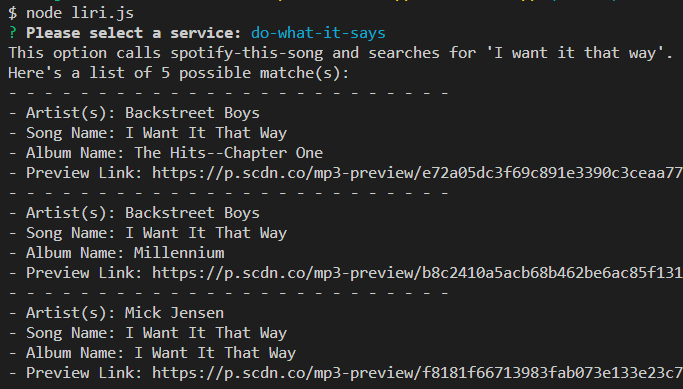 $ node liri.js
? Please select a service: do-what-it-says
This option calls spotify-this-song and searches for 'I want it that way'.
Here's a list of 5 possible matche(s):
- - - - - - - - - - - - - - - - - - - - - - - - -
- Artist(s): Backstreet Boys
- Song Name: I Want It That Way
- Album Name: The Hits--Chapter One
- Preview Link: https://p.scdn.co/mp3-preview/e72a05dc3f69c891e3390c3ceaa77
- - - - - - - - - - - - - - - - - - - - - - - - -
- Artist(s): Backstreet Boys
- Song Name: I Want It That Way
- Album Name: Millennium
- Preview Link: https://p.scdn.co/mp3-preview/b8c2410a5acb68b462be6ac85f131
- - - - - - - - - - - - - - - - - - - - - - - - -
- Artist(s): Mick Jensen
- Song Name: I Want It That Way
- Album Name: I Want It That Way
- Preview Link: https://p.scdn.co/mp3-preview/f8181f66713983fab073e133e23c7